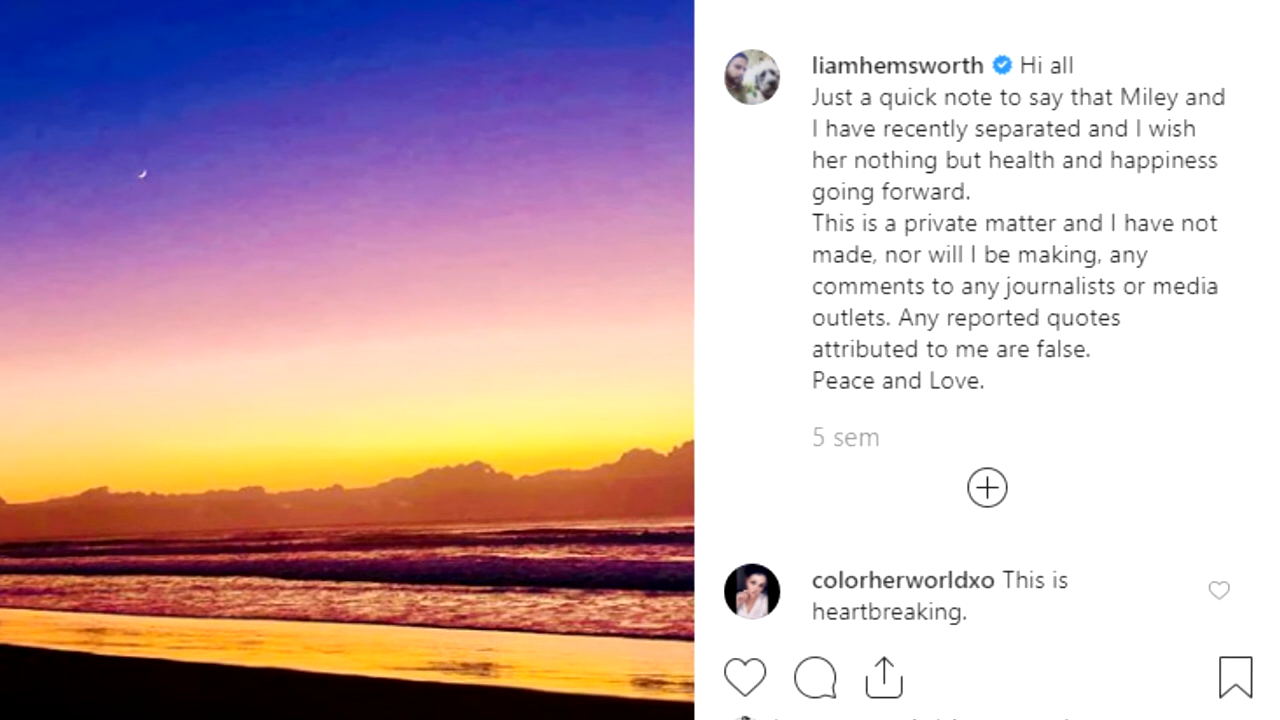 liamhemsworth Hi all
Just a quick note to say that Miley and
I have recently separated and I wish
her nothing but health and happiness
going forward.
This is a private matter and I have not
made, nor will I be making, any
comments to any journalists or media
outlets. Any reported quotes
attributed to me are false.
Peace and Love.
5 sem
colorherworldxo This is
heartbreaking.